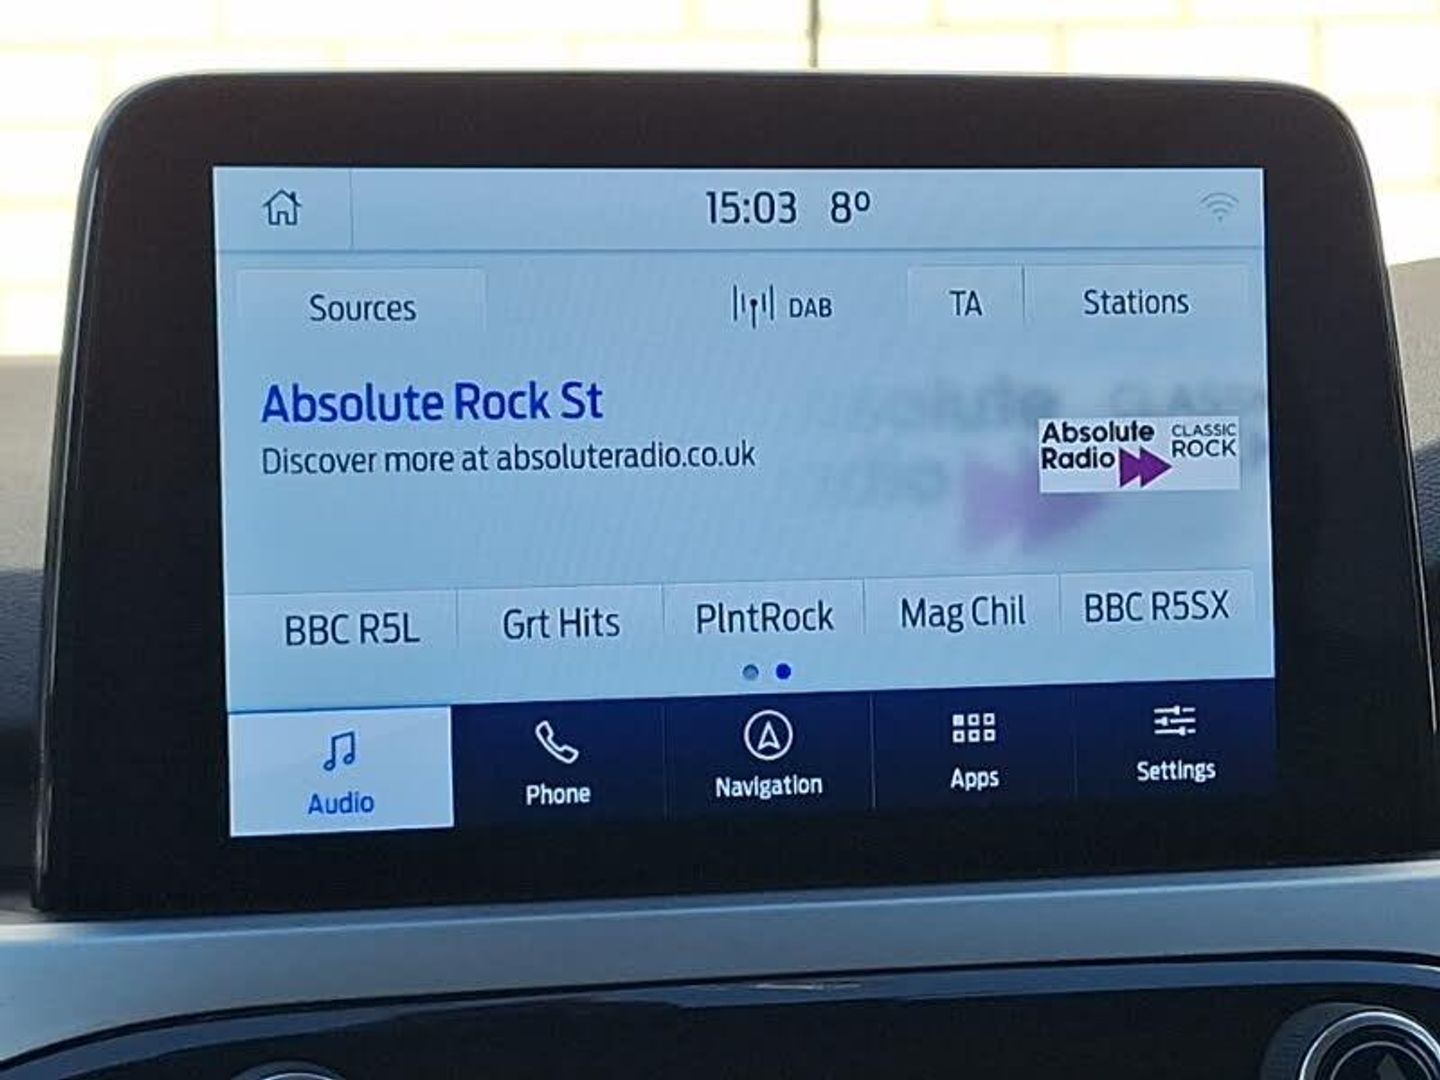 15:03 8°
Sources
DAB
TA
Stations
Absolute Rock St
Discover more at absoluteradio.co.uk
Absolute
Radio
CLASSIC
ROCK
BBC R5L
Grt Hits
PlntRock
Mag Chil
BBC R5SX
Audio
Phone
Navigation
Apps
Settings